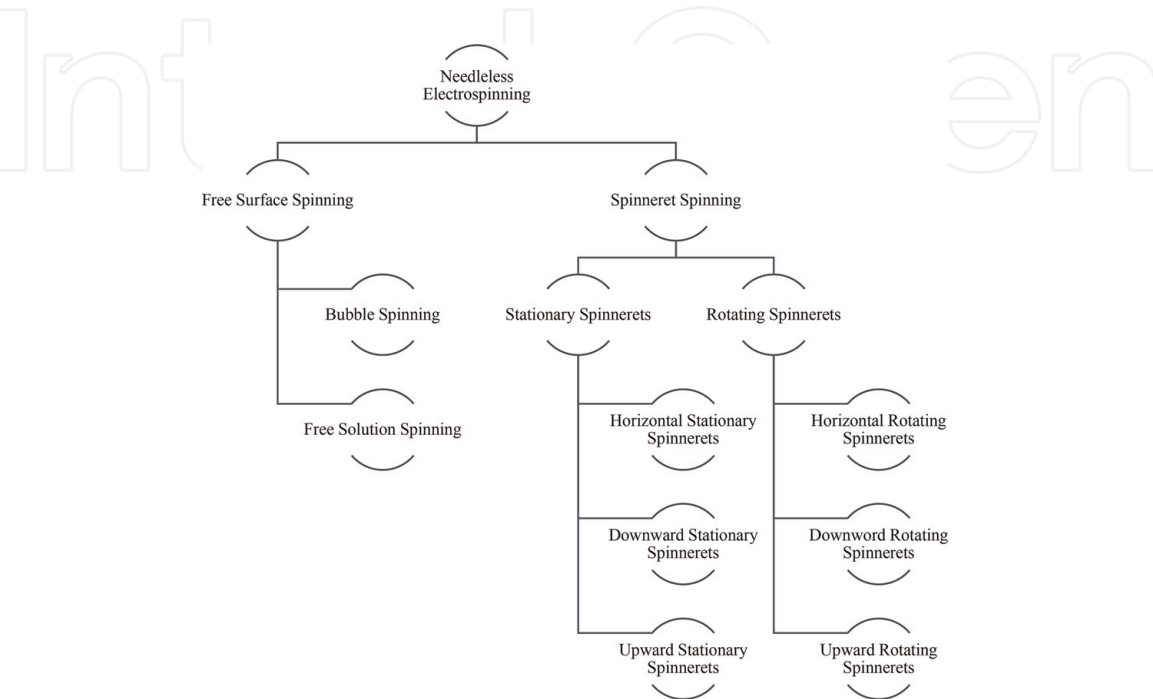 Needleless
Electrospinning
Free Surface Spinning
Spinneret Spinning
Bubble Spinning
Stationary Spinnerets
Rotating Spinnerets
Free Solution Spinning
Horizontal Stationary
Spinnerets
Horizontal Rotating
Spinnerets
Downward Stationary
Spinnerets
Downword Rotating
Spinnerets
Upward Stationary
Spinnerets
Upward Rotating
Spinnerets